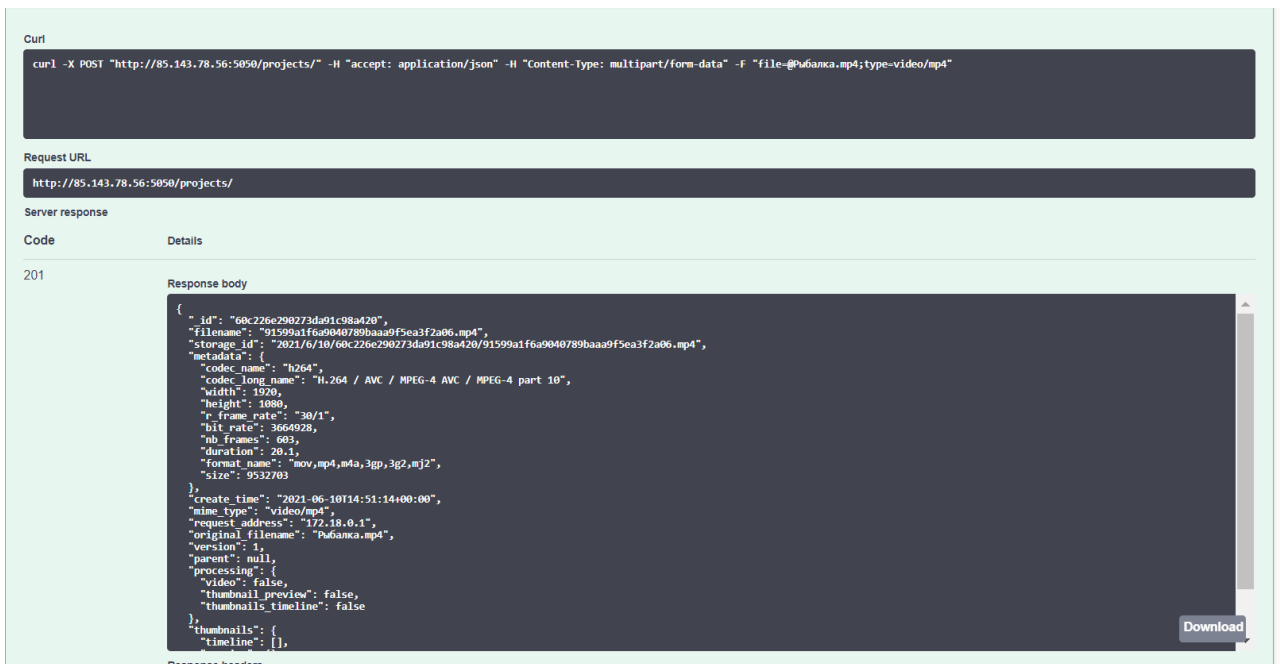 Curl
curl -X POST "http://85.143.78.56:5050/projects/" -H "accept: application/json" -H "Content-Type: multipart/form-data" -F "file=@Рыбалка.mp4;type=video/mp4"
Request URL
http://85.143.78.56:5050/projects/
Server response
Code Details
201
Response body
{
"_id": "60c226e290273da91c98a420",
"filename": "91599a1f6a9040789baaa9f5ea3f2a06.mp4",
"storage_id": "2021/6/10/60c226e290273da91c98a420/91599a1f6a9040789baaa9f5ea3f2a06.mp4",
"metadata": {
"codec_name": "h264",
"codec_long_name": "H.264 / AVC / MPEG-4 AVC / MPEG-4 part 10",
"width": 1920,
"height": 1080,
"r_frame_rate": "30/1",
"bit_rate": 3664928,
"nb_frames": 603,
"duration": 20.1,
"format_name": "mov,mp4,m4a,3gp,3g2,mj2",
"size": 9532703
},
"create_time": "2021-06-10T14:51:14+00:00",
"mime_type": "video/mp4",
"request_address": "172.18.0.1",
"original_filename": "Рыбалка.mp4",
"version": 1,
"parent": null,
"processing": {
"video": false,
"thumbnail_preview": false,
"thumbnails_timeline": false
},
"thumbnails": {
"timeline": [],
Download